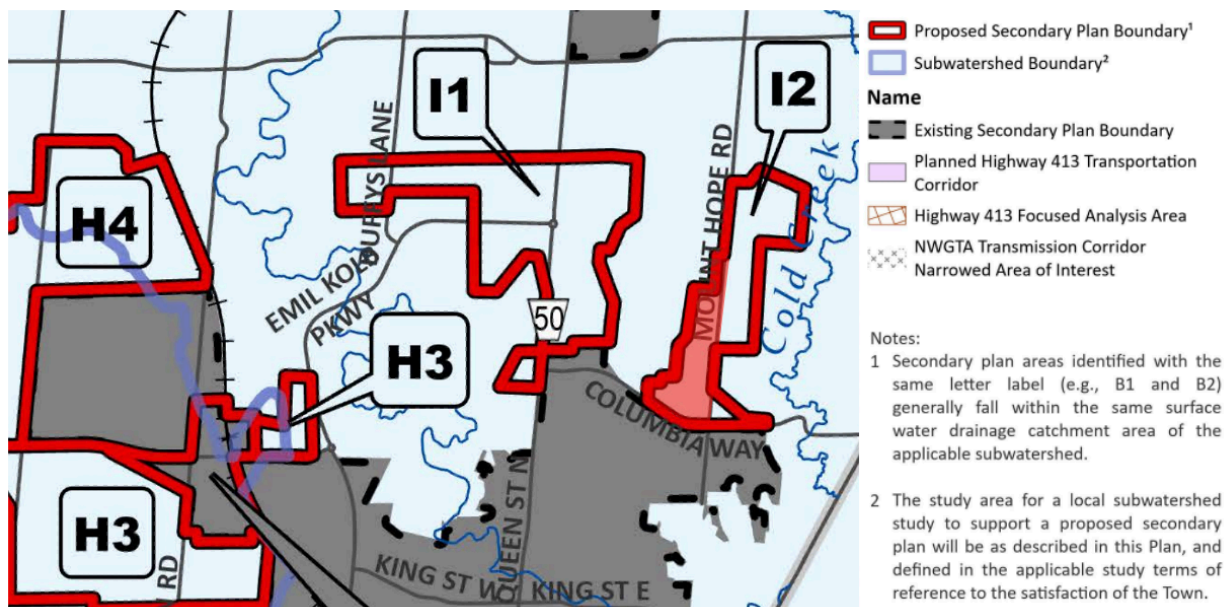 I1
I2
H4
H3
H3
DUFFYS LANE
EMIL KOLB
PKWY
50
MOUNT HOPE RD
Cold Creek
COLUMBIA WAY
QUEEN ST N
KING ST W
KING ST E
RD
Proposed Secondary Plan Boundary¹
Subwatershed Boundary²
Name
Existing Secondary Plan Boundary
Planned Highway 413 Transportation
Corridor
Highway 413 Focused Analysis Area
NWGTA Transmission Corridor
Narrowed Area of Interest
Notes:
1 Secondary plan areas identified with the
same letter label (e.g., B1 and B2)
generally fall within the same surface
water drainage catchment area of the
applicable subwatershed.
2 The study area for a local subwatershed
study to support a proposed secondary
plan will be as described in this Plan, and
defined in the applicable study terms of
reference to the satisfaction of the Town.